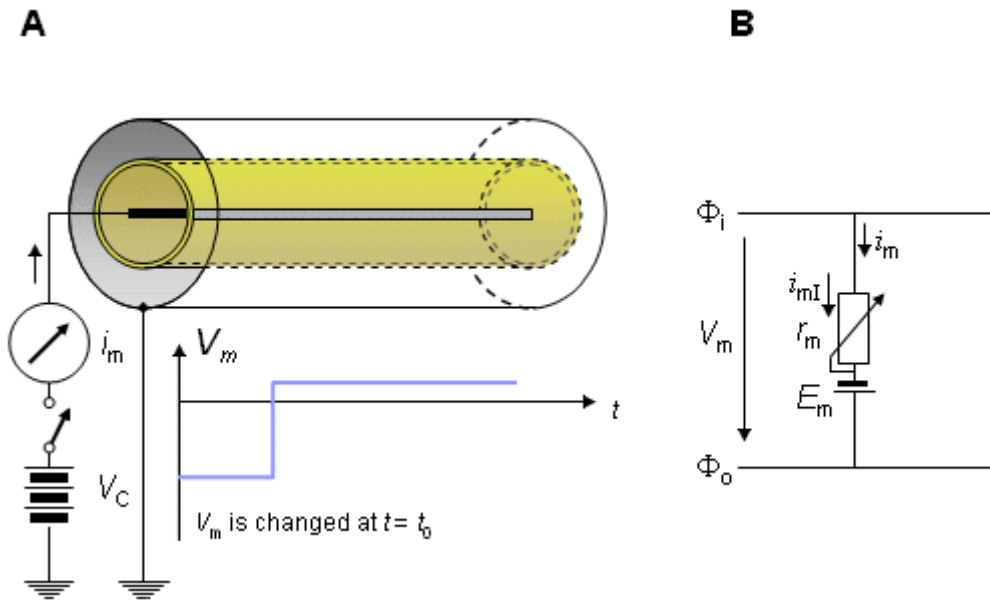 A
B
Φi
im
imI
Vm
rm
Em
Φo
im
Vm
t
VC
Vm is changed at t = t0